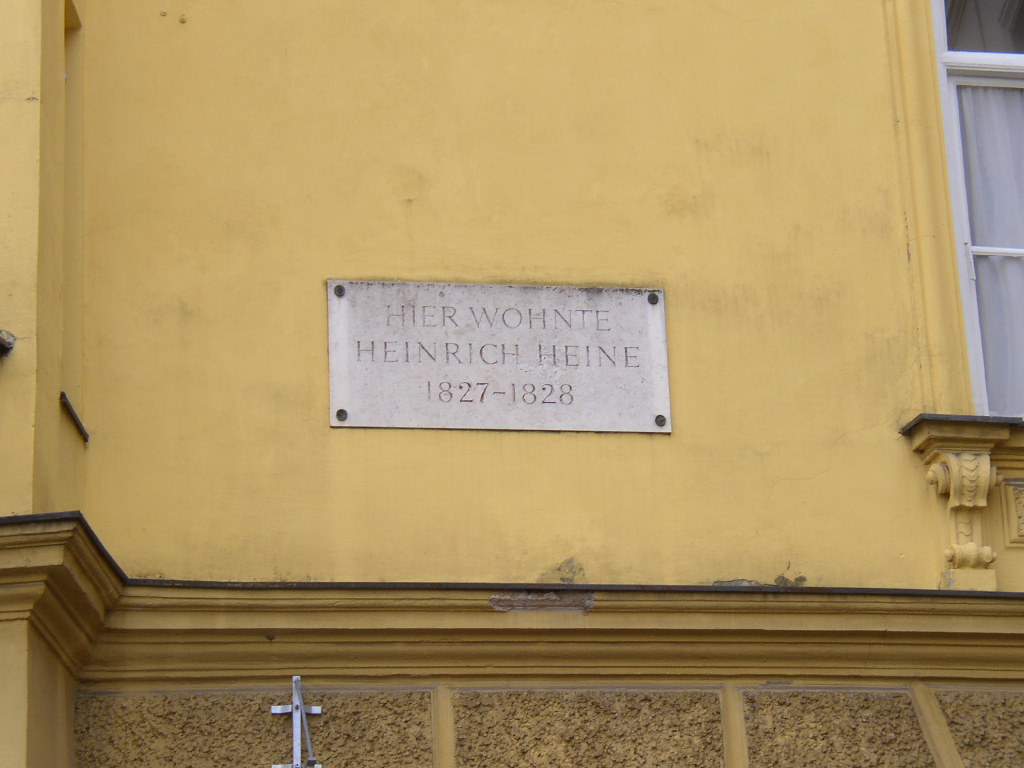 HIER WOHNTE
HEINRICH HEINE
1827-1828